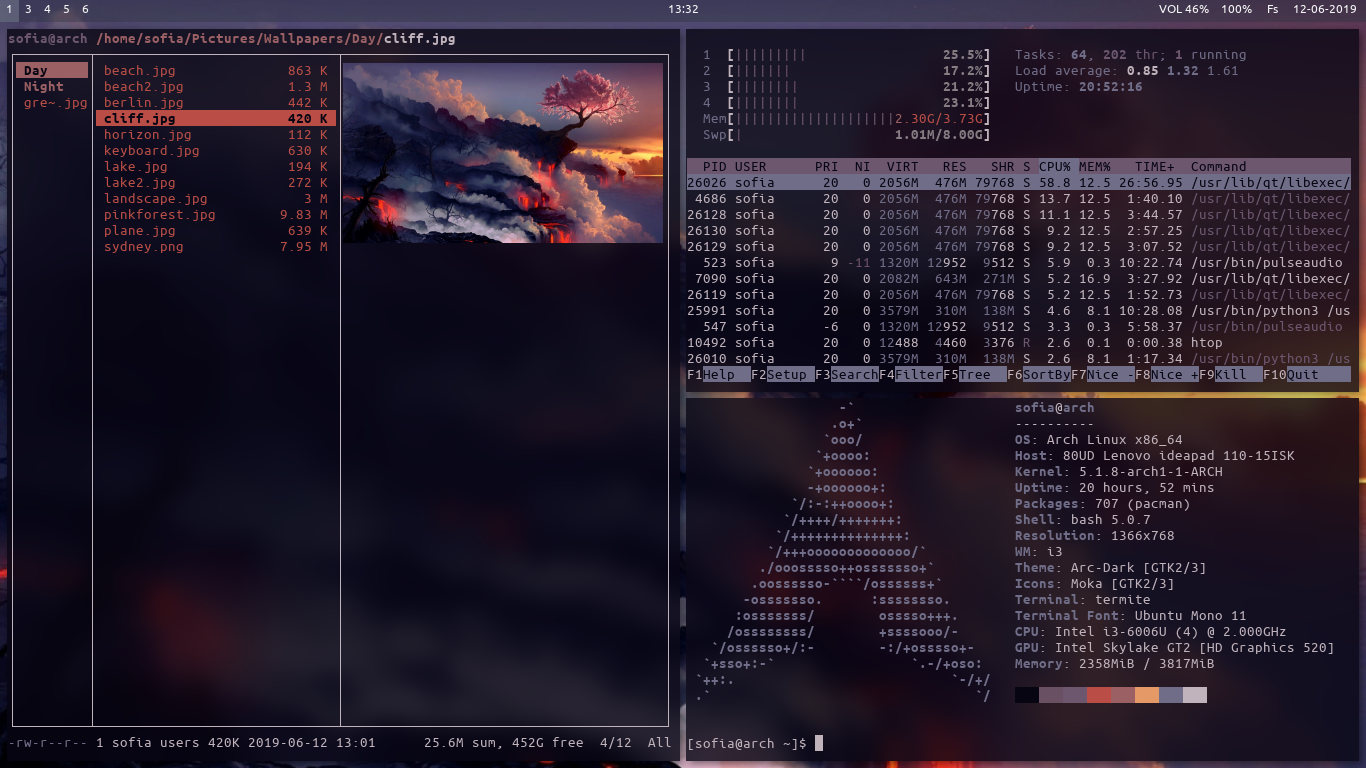 1 3 4 5 6 13:32 VOL 46% 100% Fs 12-06-2019
sofia@arch /home/sofia/Pictures/Wallpapers/Day/cliff.jpg
Day
Night
gre~.jpg
beach.jpg 863 K
beach2.jpg 1.3 M
berlin.jpg 442 K
cliff.jpg 420 K
horizon.jpg 112 K
keyboard.jpg 630 K
lake.jpg 194 K
lake2.jpg 272 K
landscape.jpg 3 M
pinkforest.jpg 9.83 M
plane.jpg 639 K
sydney.png 7.95 M
-rw-r--r-- 1 sofia users 420K 2019-06-12 13:01 25.6M sum, 452G free 4/12 All
1 [||||||||| 25.5%] Tasks: 64, 202 thr; 1 running
2 [||||||| 17.2%] Load average: 0.85 1.32 1.61
3 [|||||||| 21.2%] Uptime: 20:52:16
4 [|||||||| 23.1%]
Mem[||||||||||||||||||||2.30G/3.73G]
Swp[| 1.01M/8.00G]
PID USER PRI NI VIRT RES SHR S CPU% MEM% TIME+ Command
26026 sofia 20 0 2056M 476M 79768 S 58.8 12.5 26:56.95 /usr/lib/qt/libexec/
4686 sofia 20 0 2056M 476M 79768 S 13.7 12.5 1:40.10 /usr/lib/qt/libexec/
26128 sofia 20 0 2056M 476M 79768 S 11.1 12.5 3:44.57 /usr/lib/qt/libexec/
26130 sofia 20 0 2056M 476M 79768 S 9.2 12.5 2:57.25 /usr/lib/qt/libexec/
26129 sofia 20 0 2056M 476M 79768 S 9.2 12.5 3:07.52 /usr/lib/qt/libexec/
523 sofia 9 -11 1320M 12952 9512 S 5.9 0.3 10:22.74 /usr/bin/pulseaudio
7090 sofia 20 0 2082M 643M 271M S 5.2 16.9 3:27.92 /usr/lib/qt/libexec/
26119 sofia 20 0 2056M 476M 79768 S 5.2 12.5 1:52.73 /usr/lib/qt/libexec/
25991 sofia 20 0 3579M 310M 138M S 4.6 8.1 10:28.08 /usr/bin/python3 /us
547 sofia -6 0 1320M 12952 9512 S 3.3 0.3 5:58.37 /usr/bin/pulseaudio
10492 sofia 20 0 12488 4460 3376 R 2.6 0.1 0:00.38 htop
26010 sofia 20 0 3579M 310M 138M S 2.6 8.1 1:17.34 /usr/bin/python3 /us
F1Help F2Setup F3SearchF4FilterF5Tree F6SortByF7Nice -F8Nice +F9Kill F10Quit
-`
.o+`
`ooo/
`+oooo:
`+oooooo:
-+oooooo+:
`/:-:++oooo+:
`/++++/+++++++:
`/++++++++++++++:
`/+++ooooooooooooo/`
./ooosssso++osssssso+`
.oossssso-````/ossssss+`
-osssssso. :ssssssso.
:osssssss/ osssso+++.
/ossssssss/ +ssssooo/-
`/ossssso+/:- -:/+osssso+-
`+sso+:-` `.-/+oso:
`++:. `-/+/
.` `/
sofia@arch
----------
OS: Arch Linux x86_64
Host: 80UD Lenovo ideapad 110-15ISK
Kernel: 5.1.8-arch1-1-ARCH
Uptime: 20 hours, 52 mins
Packages: 707 (pacman)
Shell: bash 5.0.7
Resolution: 1366x768
WM: i3
Theme: Arc-Dark [GTK2/3]
Icons: Moka [GTK2/3]
Terminal: termite
Terminal Font: Ubuntu Mono 11
CPU: Intel i3-6006U (4) @ 2.000GHz
GPU: Intel Skylake GT2 [HD Graphics 520]
Memory: 2358MiB / 3817MiB
[sofia@arch ~]$